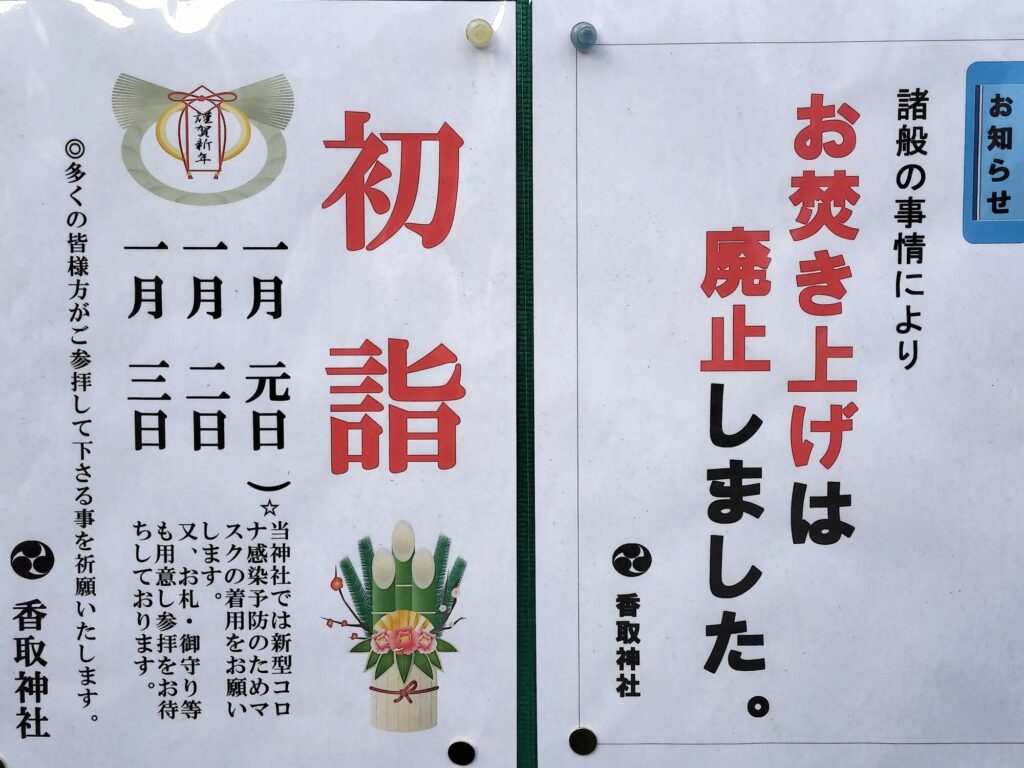 お知らせ
諸般の事情により
お焚き上げは
廃止しました。
香取神社
初詣
謹賀新年
一月 元日
一月 二日
一月 三日
)
☆当神社では新型コロ
ナ感染予防のためマ
スクの着用をお願い
します。
又、お札・御守り等
も用意し参拝をお待
ちしております。
◎多くの皆様方がご参拝して下さる事を祈願いたします。
香取神社